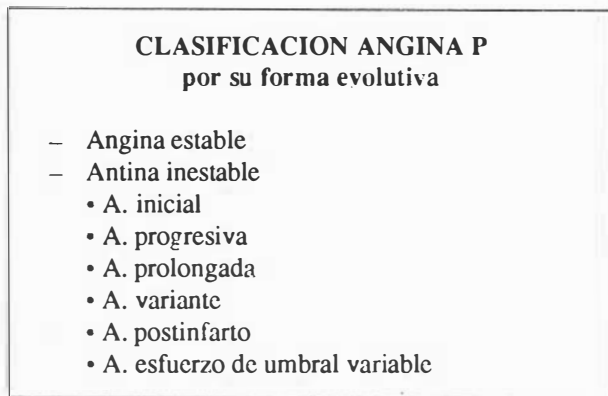 CLASIFICACION ANGINA P
por su forma evolutiva
– Angina estable
– Antina inestable
• A. inicial
• A. progresiva
• A. prolongada
• A. variante
• A. postinfarto
• A. esfuerzo de umbral variable